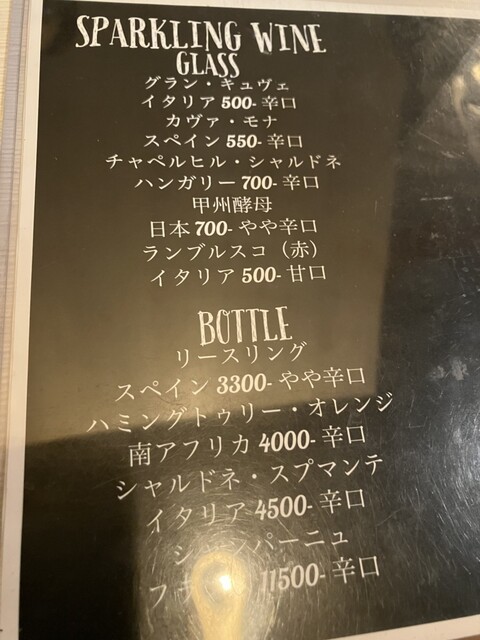 SPARKLING WINE
GLASS
グラン・キュヴェ
イタリア 500- 辛口
カヴァ・モナ
スペイン 550- 辛口
チャペルヒル・シャルドネ
ハンガリー 700- 辛口
甲州酵母
日本 700- やや辛口
ランブルスコ（赤）
イタリア 500- 甘口
BOTTLE
リースリング
スペイン 3300- やや辛口
ハミングトゥリー・オレンジ
南アフリカ 4000- 辛口
シャルドネ・スプマンテ
イタリア 4500- 辛口
シャンパーニュ
11500- 辛口